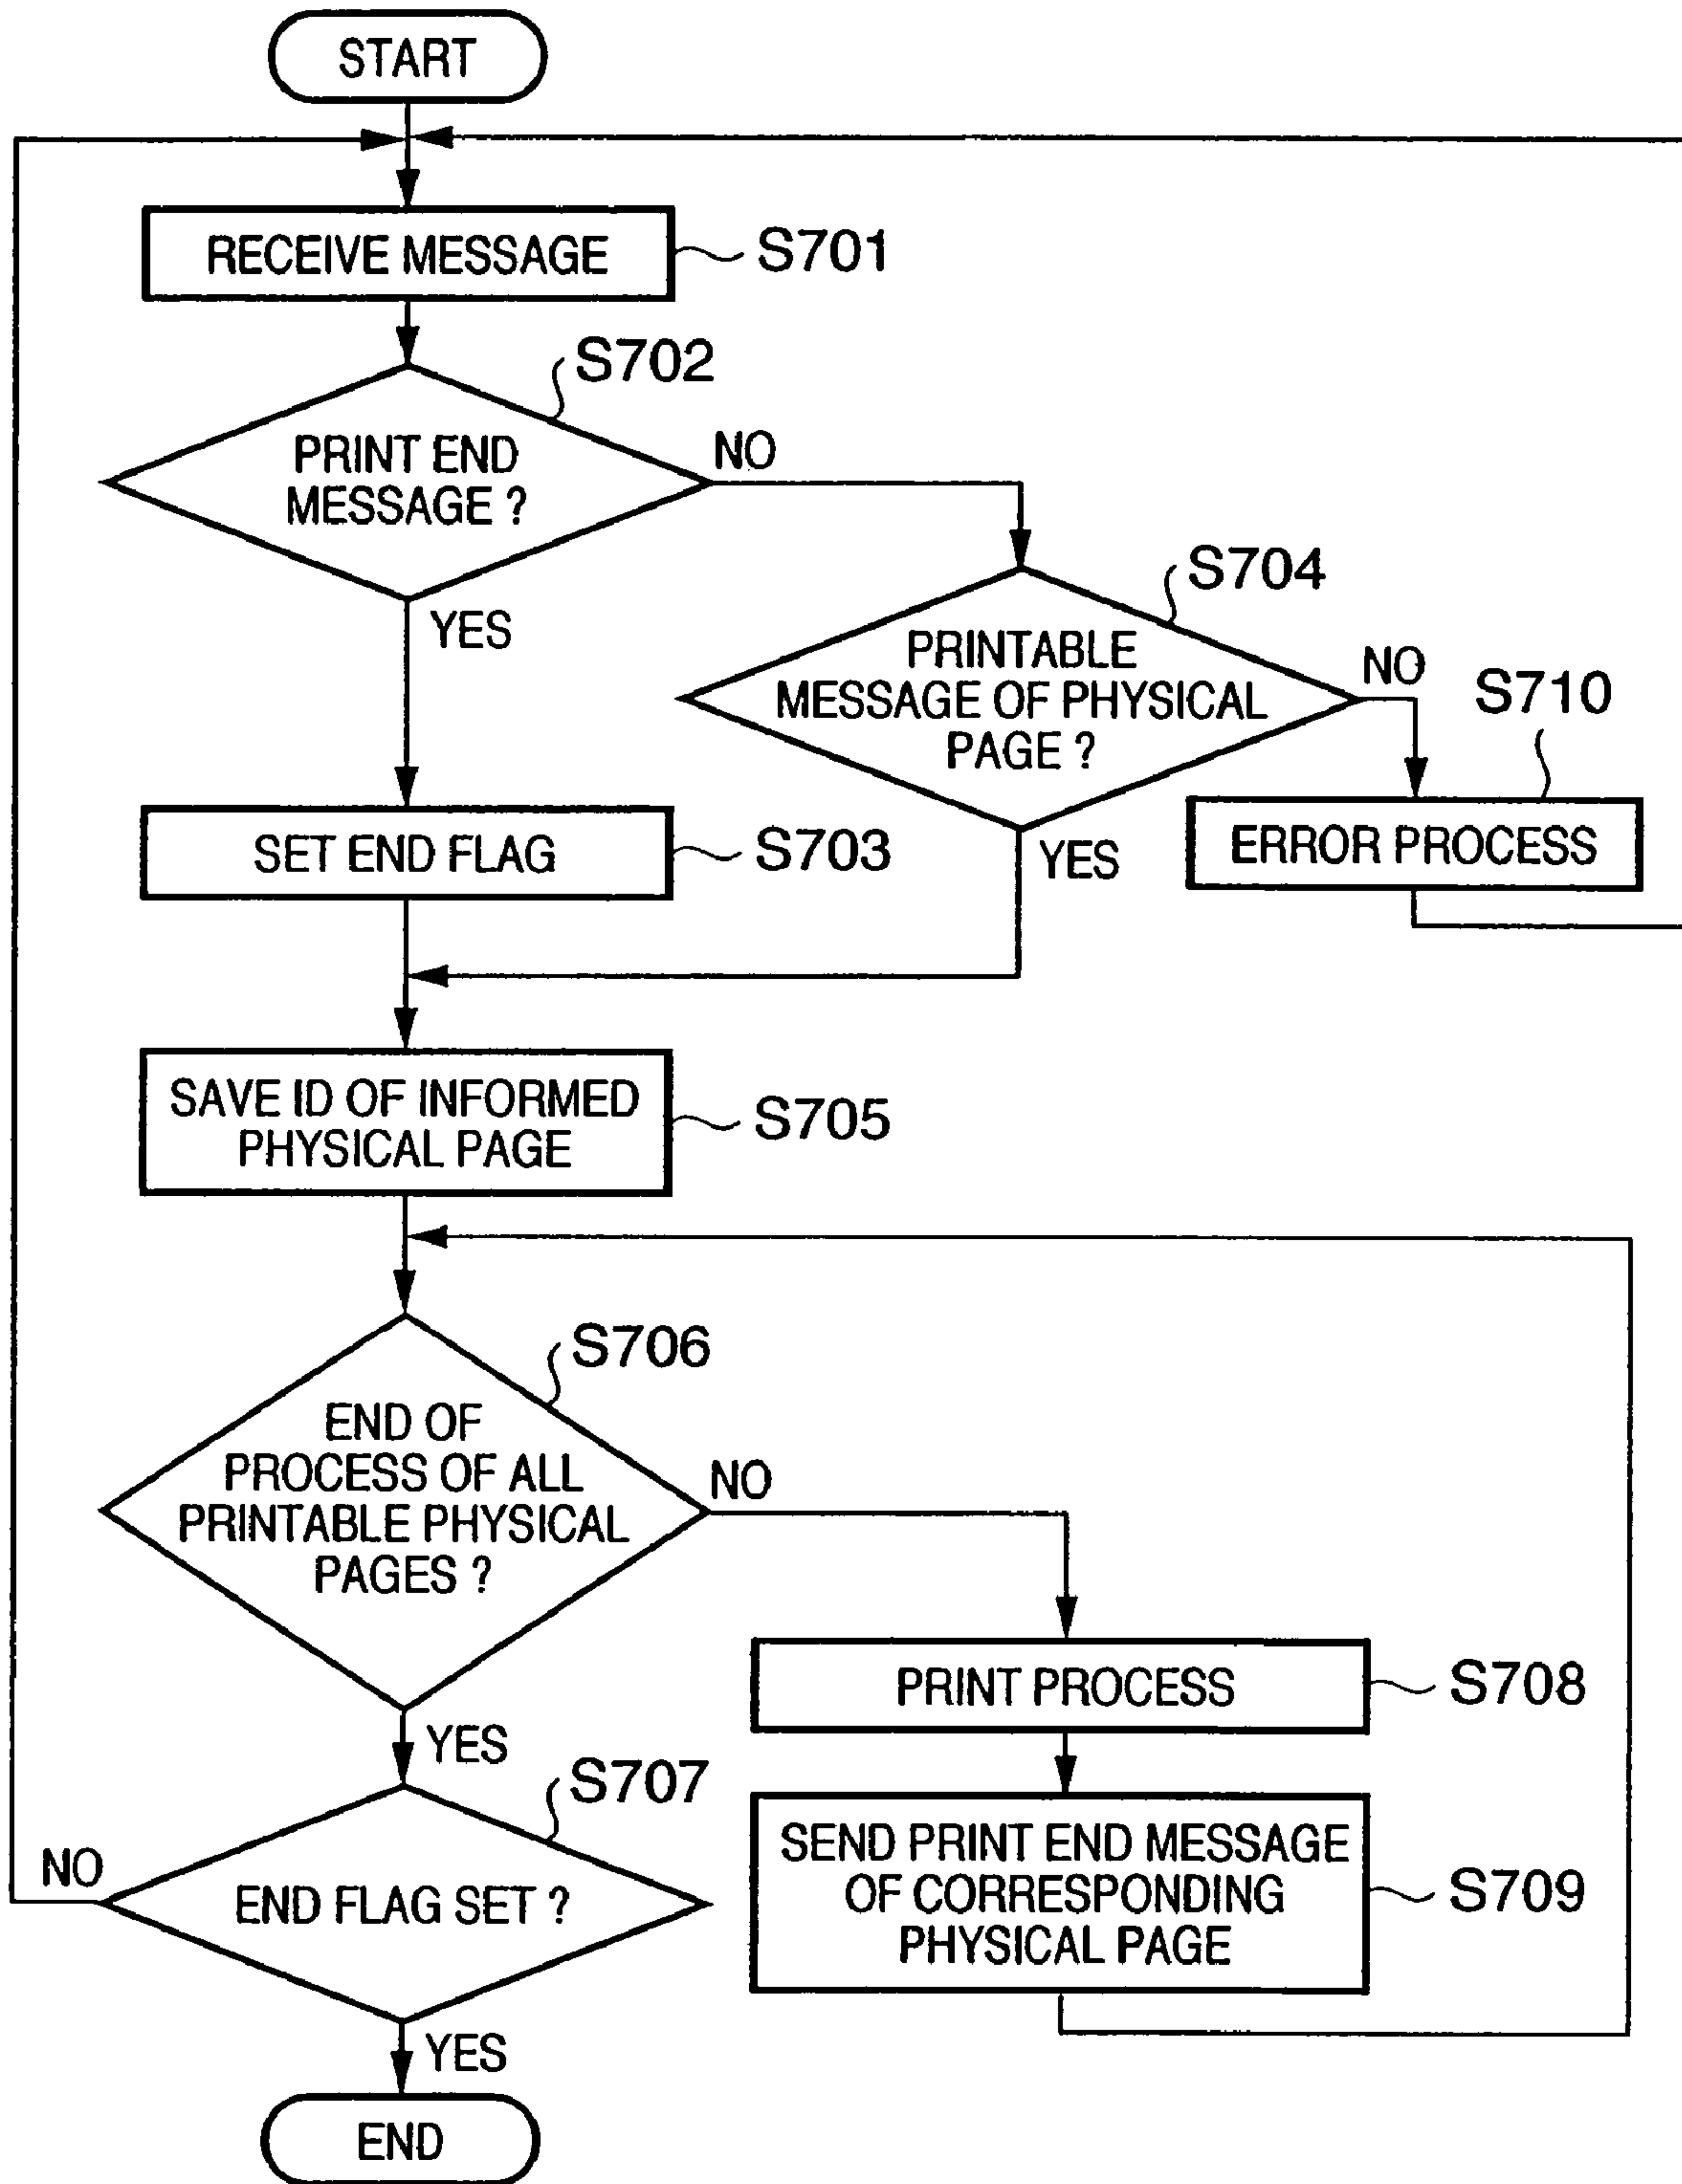 START
RECEIVE MESSAGE
S701
S702
PRINT END
MESSAGE ?
NO
YES
S704
PRINTABLE
MESSAGE OF PHYSICAL
PAGE ?
NO
YES
S710
ERROR PROCESS
SET END FLAG
S703
SAVE ID OF INFORMED
PHYSICAL PAGE
S705
S706
END OF
PROCESS OF ALL
PRINTABLE PHYSICAL
PAGES ?
NO
YES
PRINT PROCESS
S708
SEND PRINT END MESSAGE
OF CORRESPONDING
PHYSICAL PAGE
S709
S707
END FLAG SET ?
NO
YES
END